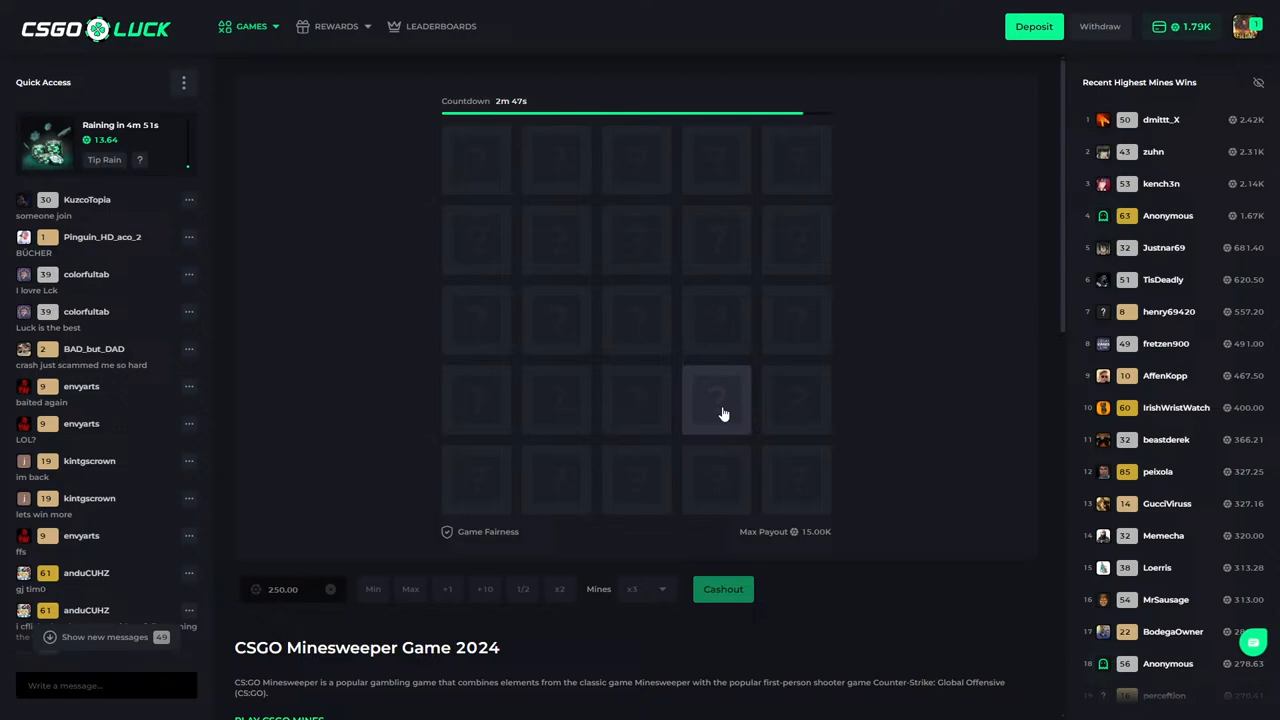 CSGO LUCK
GAMES
REWARDS
LEADERBOARDS
Deposit
Withdraw
1.79K
1
Quick Access
Raining in 4m 51s
13.64
Tip Rain
?
30 KuzcoTopia
someone join
1 Pinguin_HD_aco_2
BÜCHER
39 colorfultab
I lovre Lck
39 colorfultab
Luck is the best
2 BAD_but_DAD
crash just scammed me so hard
9 envyarts
baited again
9 envyarts
LOL?
19 kintgscrown
im back
19 kintgscrown
lets win more
9 envyarts
ffs
61 anduCUHZ
gj tim0
61 anduCUHZ
Show new messages 49
Write a message...
Countdown 2m 47s
Game Fairness
Max Payout 15.00K
250.00
Min
Max
+1
+10
1/2
x2
Mines
x3
Cashout
CSGO Minesweeper Game 2024
CS:GO Minesweeper is a popular gambling game that combines elements from the classic game Minesweeper with the popular first-person shooter game Counter-Strike: Global Offensive
(CS:GO).
PLAY CSGO MINES
Recent Highest Mines Wins
1 50 dmittt_X 2.42K
2 43 zuhn 2.31K
3 53 kench3n 2.14K
4 63 Anonymous 1.67K
5 32 Justnar69 681.40
6 51 TisDeadly 620.50
7 ? 8 henry69420 557.20
8 49 fretzen900 491.00
9 10 AffenKopp 467.50
10 60 IrishWristWatch 400.00
11 32 beastderek 366.21
12 85 peixola 327.25
13 14 GucciViruss 327.16
14 32 Memecha 320.00
15 38 Loerris 313.28
16 54 MrSausage 313.00
17 22 BodegaOwner
18 56 Anonymous 278.63
19 ? 16 perceftion 270.41